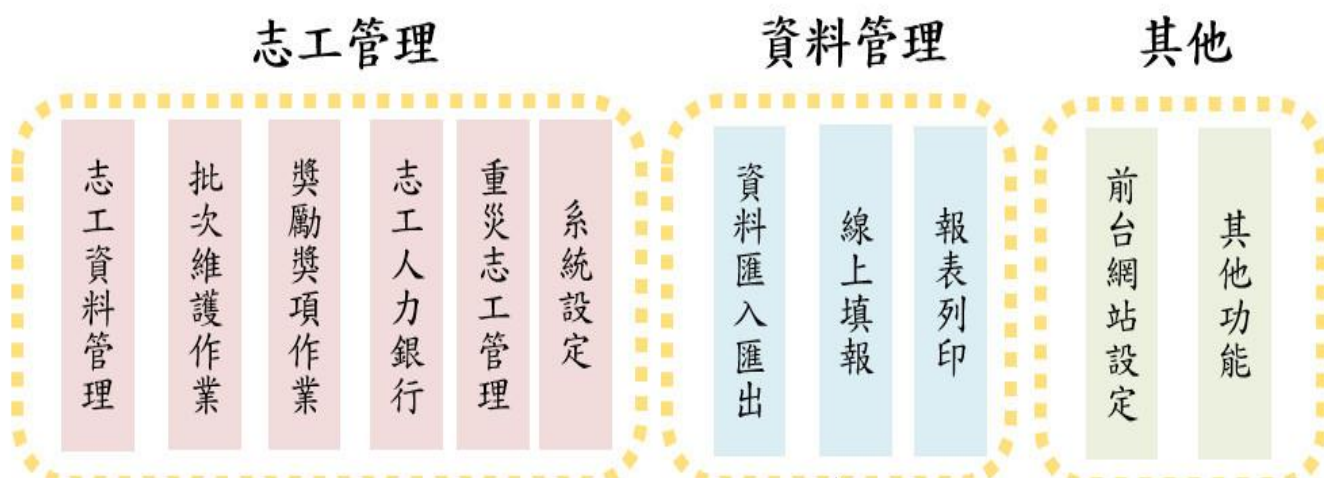 志工管理
資料管理
其他
志工資料管理
批次維護作業
獎勵獎項作業
志工人力銀行
重災志工管理
系統設定
資料匯入匯出
線上填報
報表列印
前台網站設定
其他功能